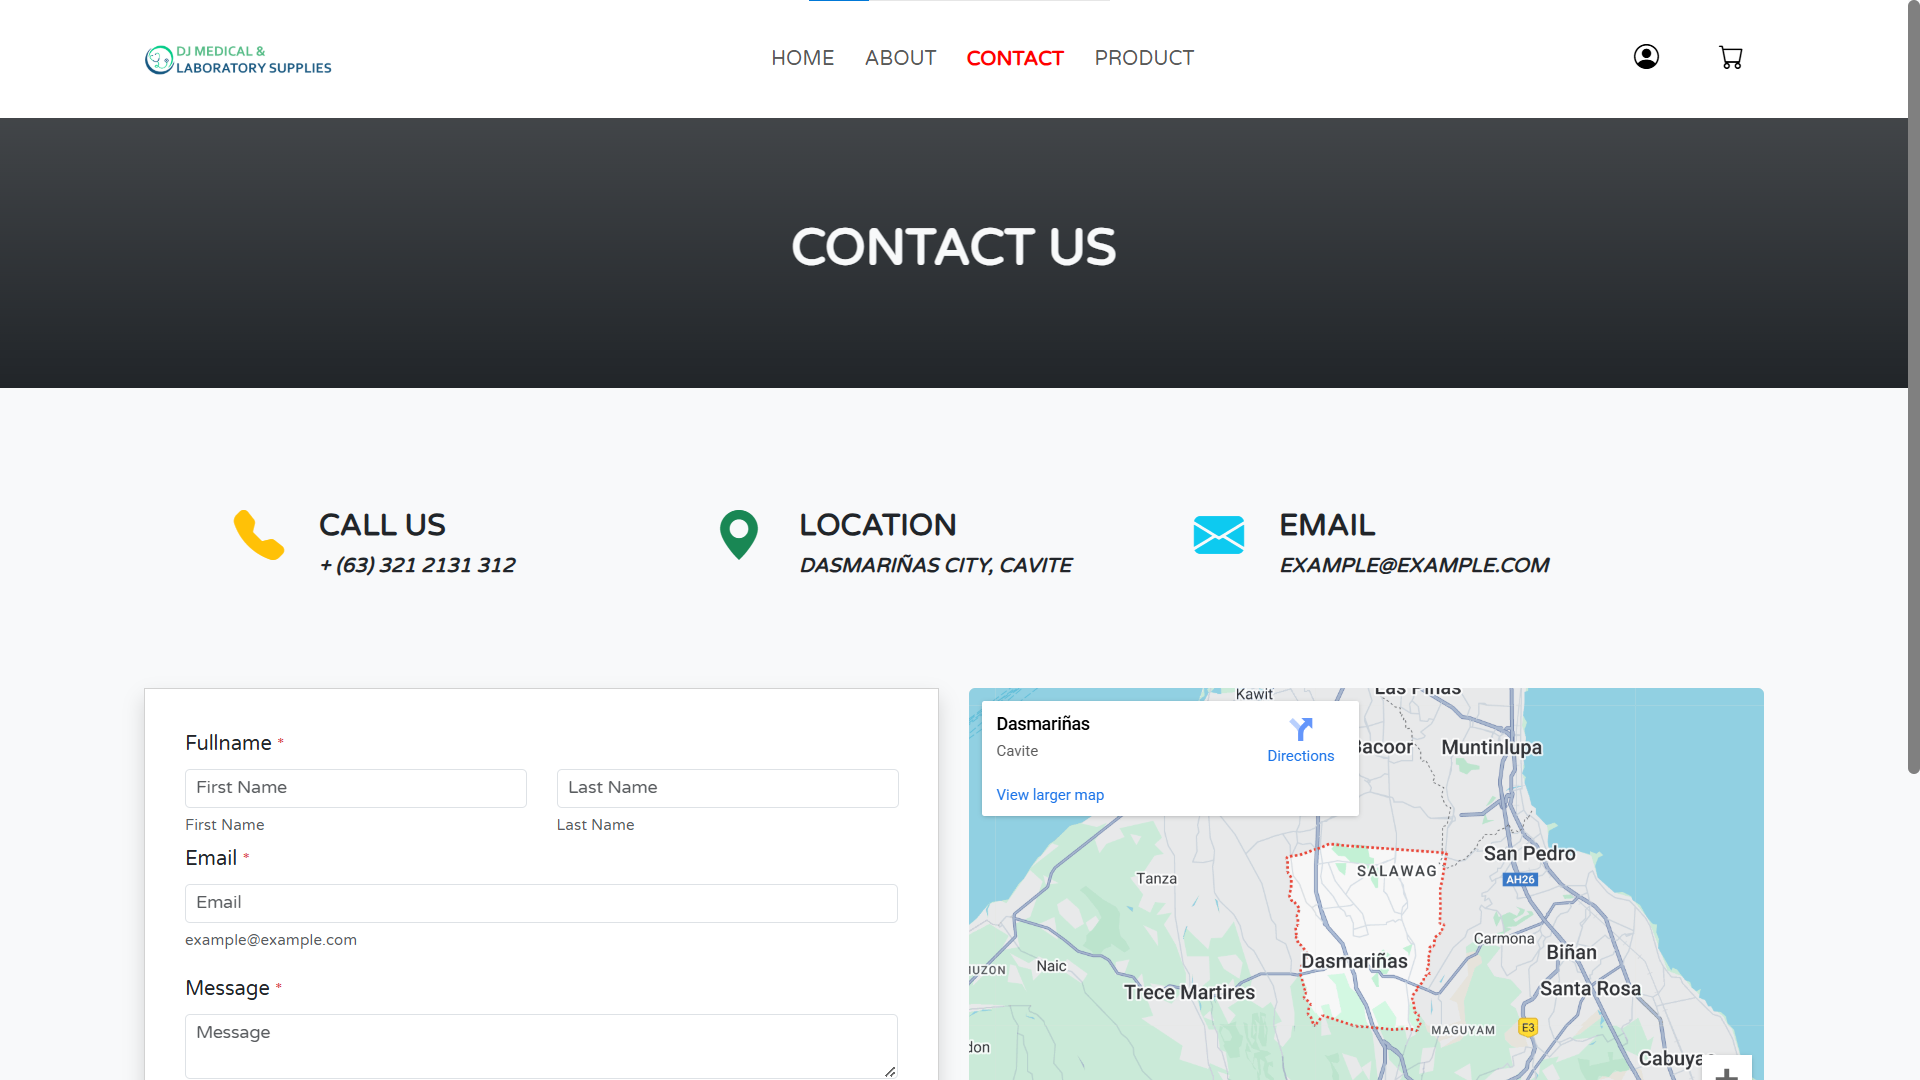 DJ MEDICAL &
LABORATORY SUPPLIES
HOME ABOUT CONTACT PRODUCT
CONTACT US
CALL US
+ (63) 321 2131 312
LOCATION
DASMARIÑAS CITY, CAVITE
EMAIL
EXAMPLE@EXAMPLE.COM
Fullname *
First Name
Last Name
First Name
Last Name
Email *
Email
example@example.com
Message *
Message
Kawit
Las Piñas
Dasmariñas
Cavite
Directions
View larger map
Bacoor
Muntinlupa
San Pedro
AH26
SALAWAG
Tanza
Carmona
Biñan
Dasmariñas
Naic
Santa Rosa
Trece Martires
MAGUYAM
E3